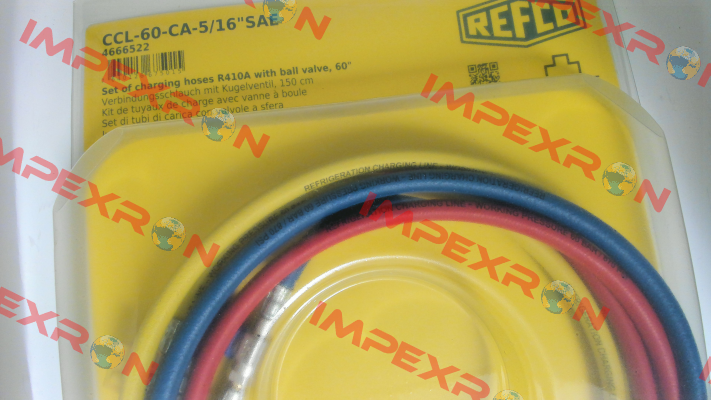 CCL-60-CA-5/16"SAE
4666522
REFCO
Set of charging hoses R410A with ball valve, 60"
Verbindungsschlauch mit Kugelventil, 150 cm
Kit de tuyaux de charge avec vanne à boule
Set di tubi di carica con valvole a sfera
REFRIGERATION CHARGING LINE
IMPEXRON
IMPEXRON
IMPEXRON
IMPEXRON
IMPEXRON
IMPEXRON